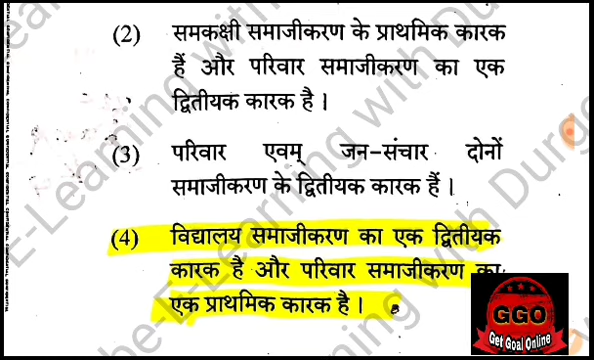 (2) समकक्षी समाजीकरण के प्राथमिक कारक
हैं और परिवार समाजीकरण का एक
द्वितीयक कारक है।
(3) परिवार एवम् जन-संचार दोनों
समाजीकरण के द्वितीयक कारक हैं।
(4) विद्यालय समाजीकरण का एक द्वितीयक
कारक है और परिवार समाजीकरण का
एक प्राथमिक कारक है।
GGO
Get Goal Online